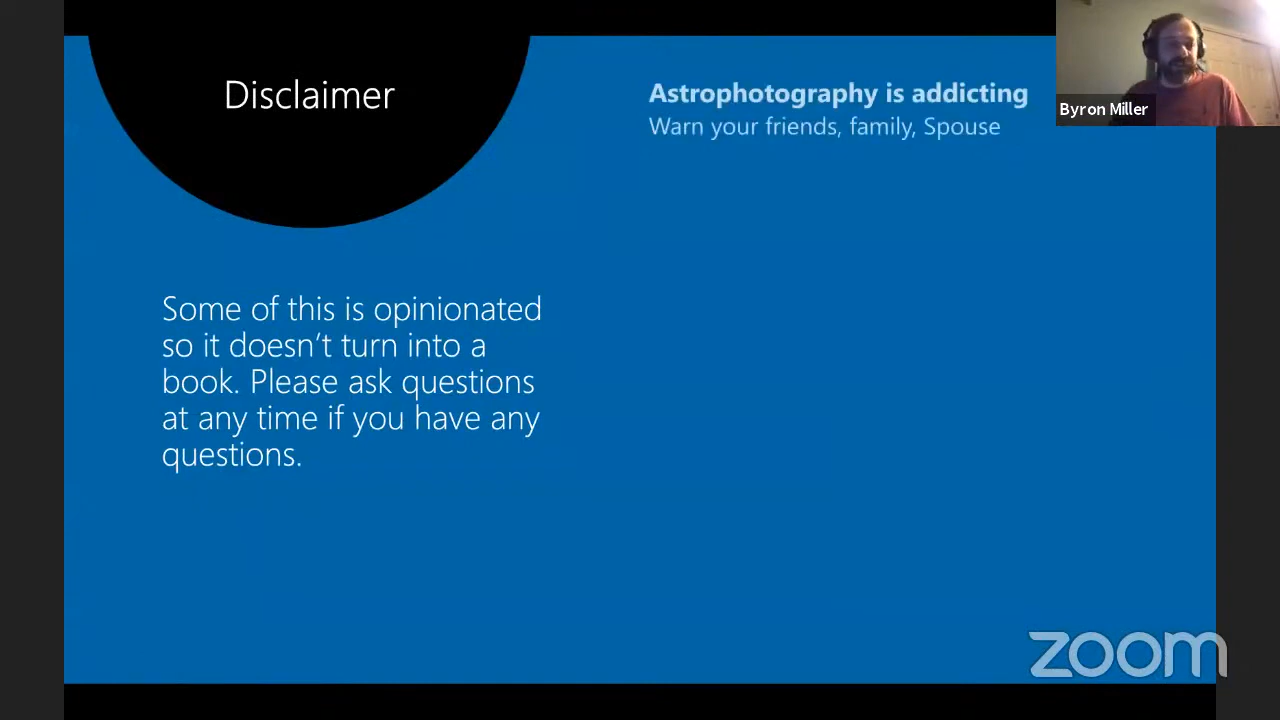 Disclaimer
Astrophotography is addicting
Warn your friends, family, Spouse
Byron Miller
Some of this is opinionated
so it doesn’t turn into a
book. Please ask questions
at any time if you have any
questions.
zoom